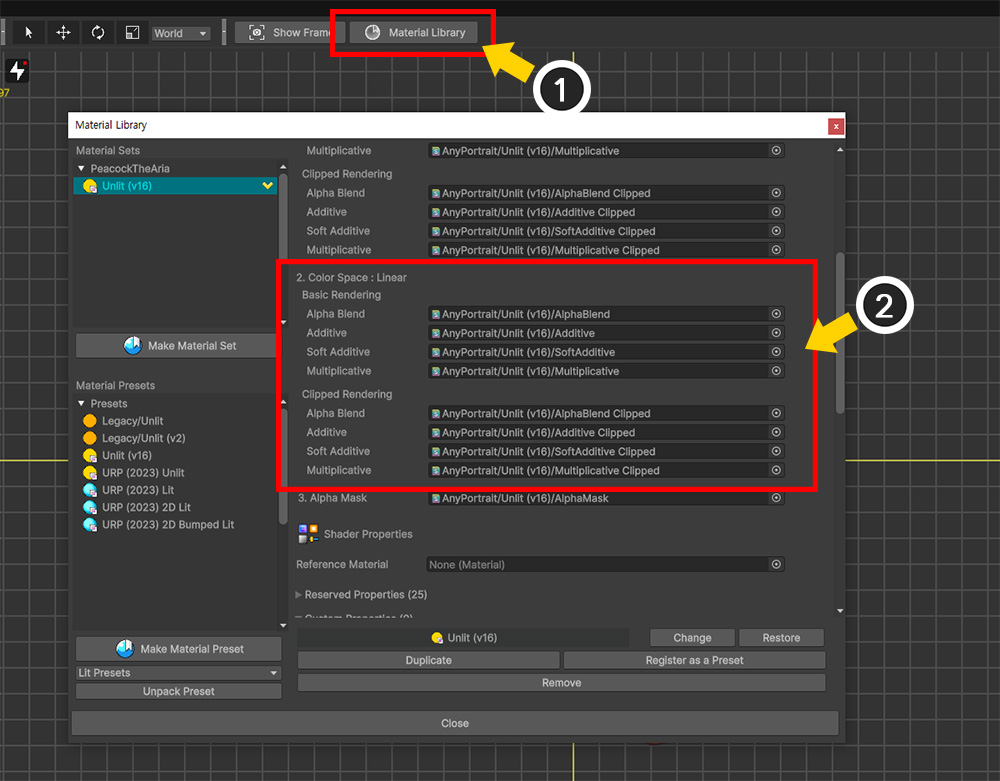 World
Show Frame
Material Library
1
97
Material Library
x
Material Sets
PeacockTheAria
Unlit (v16)
Make Material Set
Material Presets
Presets
Legacy/Unlit
Legacy/Unlit (v2)
Unlit (v16)
URP (2023) Unlit
URP (2023) Lit
URP (2023) 2D Lit
URP (2023) 2D Bumped Lit
Make Material Preset
Lit Presets
Unpack Preset
Multiplicative AnyPortrait/Unlit (v16)/Multiplicative
Clipped Rendering
Alpha Blend AnyPortrait/Unlit (v16)/AlphaBlend Clipped
Additive AnyPortrait/Unlit (v16)/Additive Clipped
Soft Additive AnyPortrait/Unlit (v16)/SoftAdditive Clipped
Multiplicative AnyPortrait/Unlit (v16)/Multiplicative Clipped
2. Color Space : Linear
Basic Rendering
Alpha Blend AnyPortrait/Unlit (v16)/AlphaBlend
Additive AnyPortrait/Unlit (v16)/Additive
Soft Additive AnyPortrait/Unlit (v16)/SoftAdditive
Multiplicative AnyPortrait/Unlit (v16)/Multiplicative
Clipped Rendering
Alpha Blend AnyPortrait/Unlit (v16)/AlphaBlend Clipped
Additive AnyPortrait/Unlit (v16)/Additive Clipped
Soft Additive AnyPortrait/Unlit (v16)/SoftAdditive Clipped
Multiplicative AnyPortrait/Unlit (v16)/Multiplicative Clipped
2
3. Alpha Mask AnyPortrait/Unlit (v16)/AlphaMask
Shader Properties
Reference Material None (Material)
Reserved Properties (25)
Custom Properties (0)
Unlit (v16) Change Restore
Duplicate Register as a Preset
Remove
Close